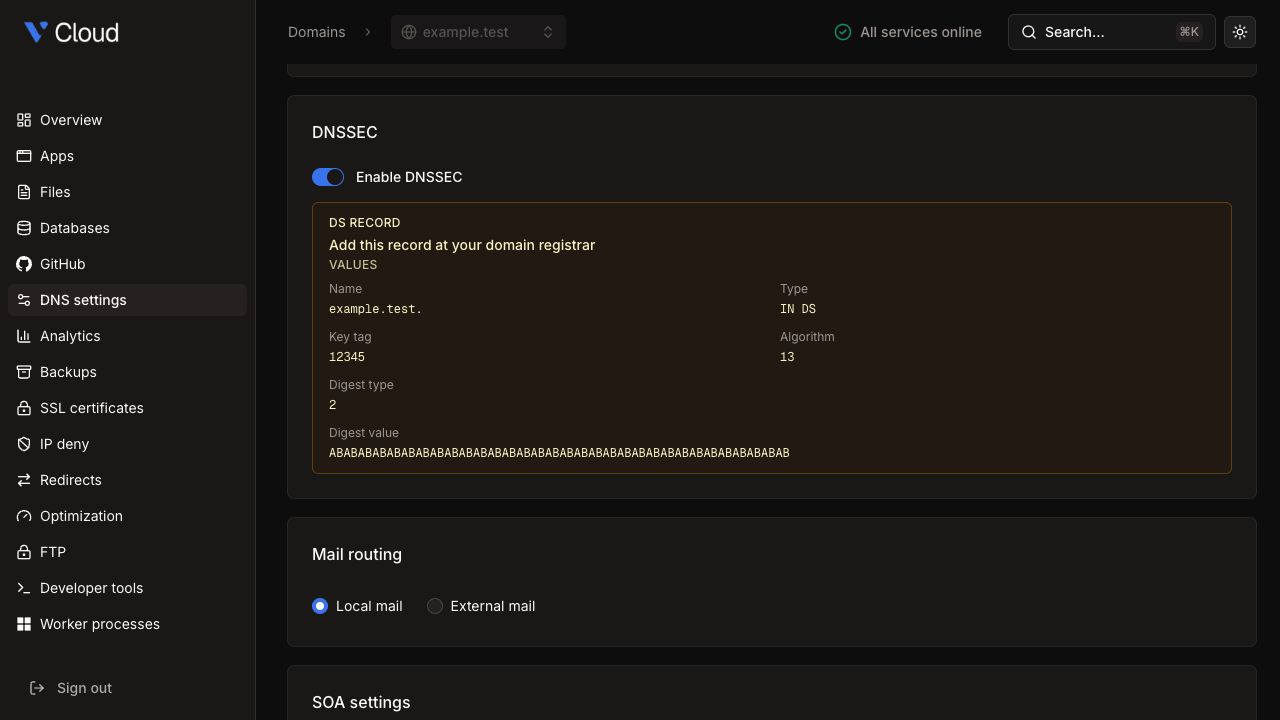 Cloud
Domains
example.test
All services online
Search...
⌘K
Overview
Apps
Files
Databases
GitHub
DNS settings
Analytics
Backups
SSL certificates
IP deny
Redirects
Optimization
FTP
Developer tools
Worker processes
Sign out
DNSSEC
Enable DNSSEC
DS RECORD
Add this record at your domain registrar
VALUES
Name
example.test.
Type
IN DS
Key tag
12345
Algorithm
13
Digest type
2
Digest value
ABABABABABABABABABABABABABABABABABABABABABABABABABABABABABABABAB
Mail routing
Local mail
External mail
SOA settings